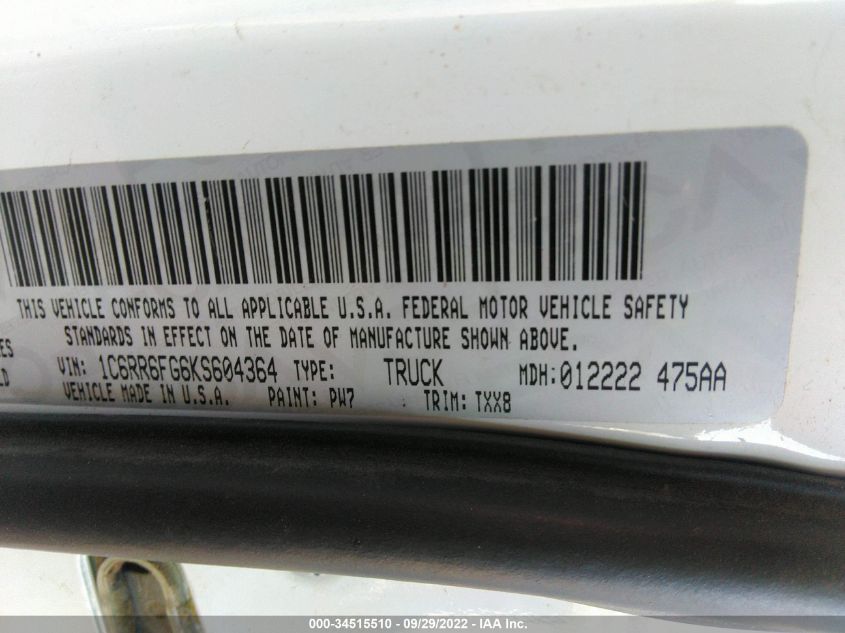 THIS VEHICLE CONFORMS TO ALL APPLICABLE U.S.A. FEDERAL MOTOR VEHICLE SAFETY
STANDARDS IN EFFECT ON THE DATE OF MANUFACTURE SHOWN ABOVE.
ES
LD
VIN: 1C6RR6FG6KS604364 TYPE: TRUCK MDH: 012222 475AA
VEHICLE MADE IN U.S.A. PAINT: PW7 TRIM: TXX8
000-34515510 - 09/29/2022 - IAA Inc.